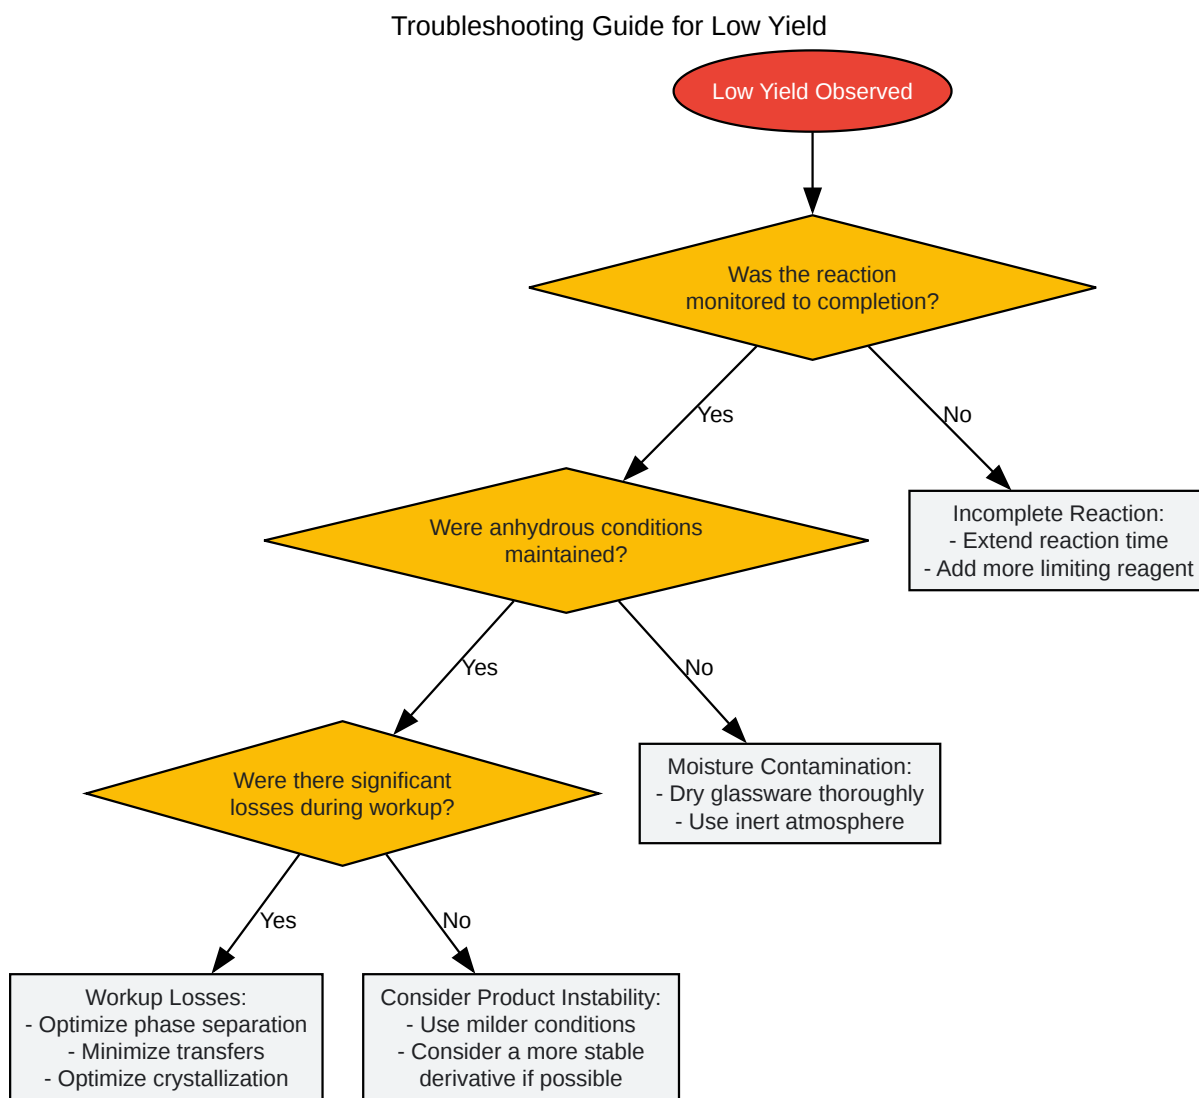 Troubleshooting Guide for Low Yield
Low Yield Observed
Was the reaction
monitored to completion?
Yes
No
Were anhydrous conditions
maintained?
Incomplete Reaction:
- Extend reaction time
- Add more limiting reagent
Yes
No
Were there significant
losses during workup?
Moisture Contamination:
- Dry glassware thoroughly
- Use inert atmosphere
Yes
No
Workup Losses:
- Optimize phase separation
- Minimize transfers
- Optimize crystallization
Consider Product Instability:
- Use milder conditions
- Consider a more stable
derivative if possible